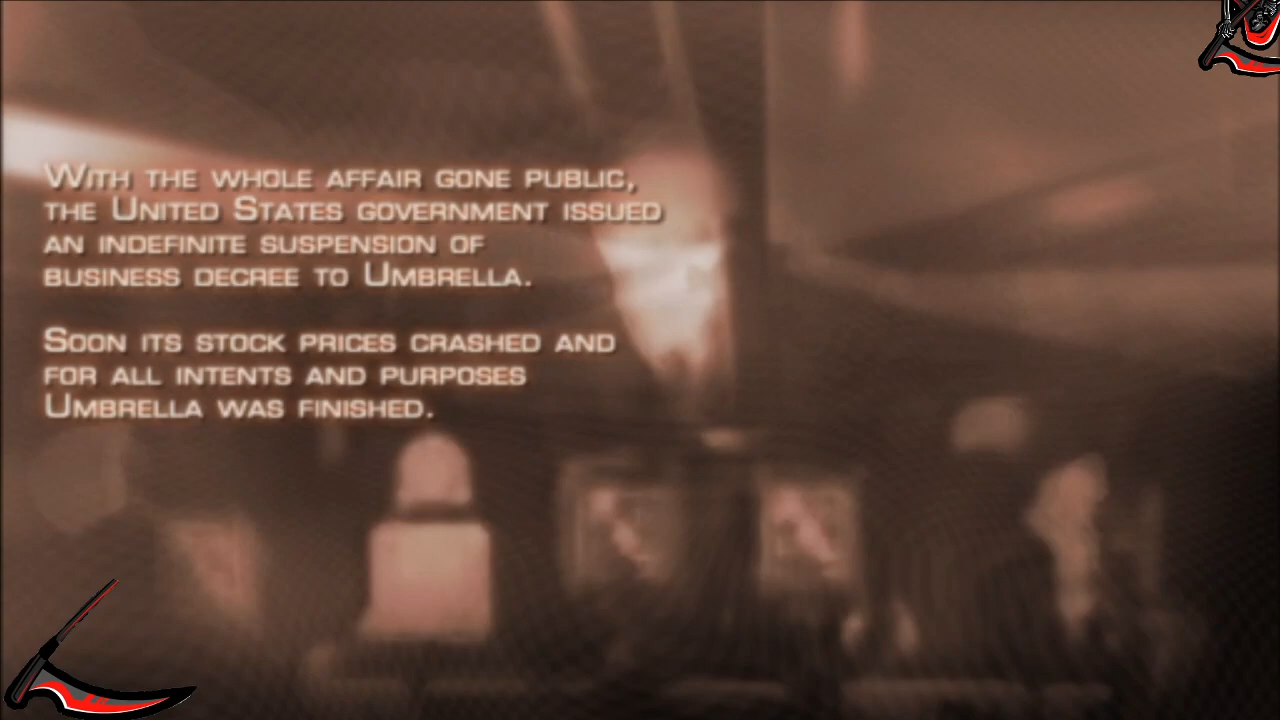 With the whole affair gone public,
the United States government issued
an indefinite suspension of
business decree to Umbrella.
Soon its stock prices crashed and
for all intents and purposes
Umbrella was finished.